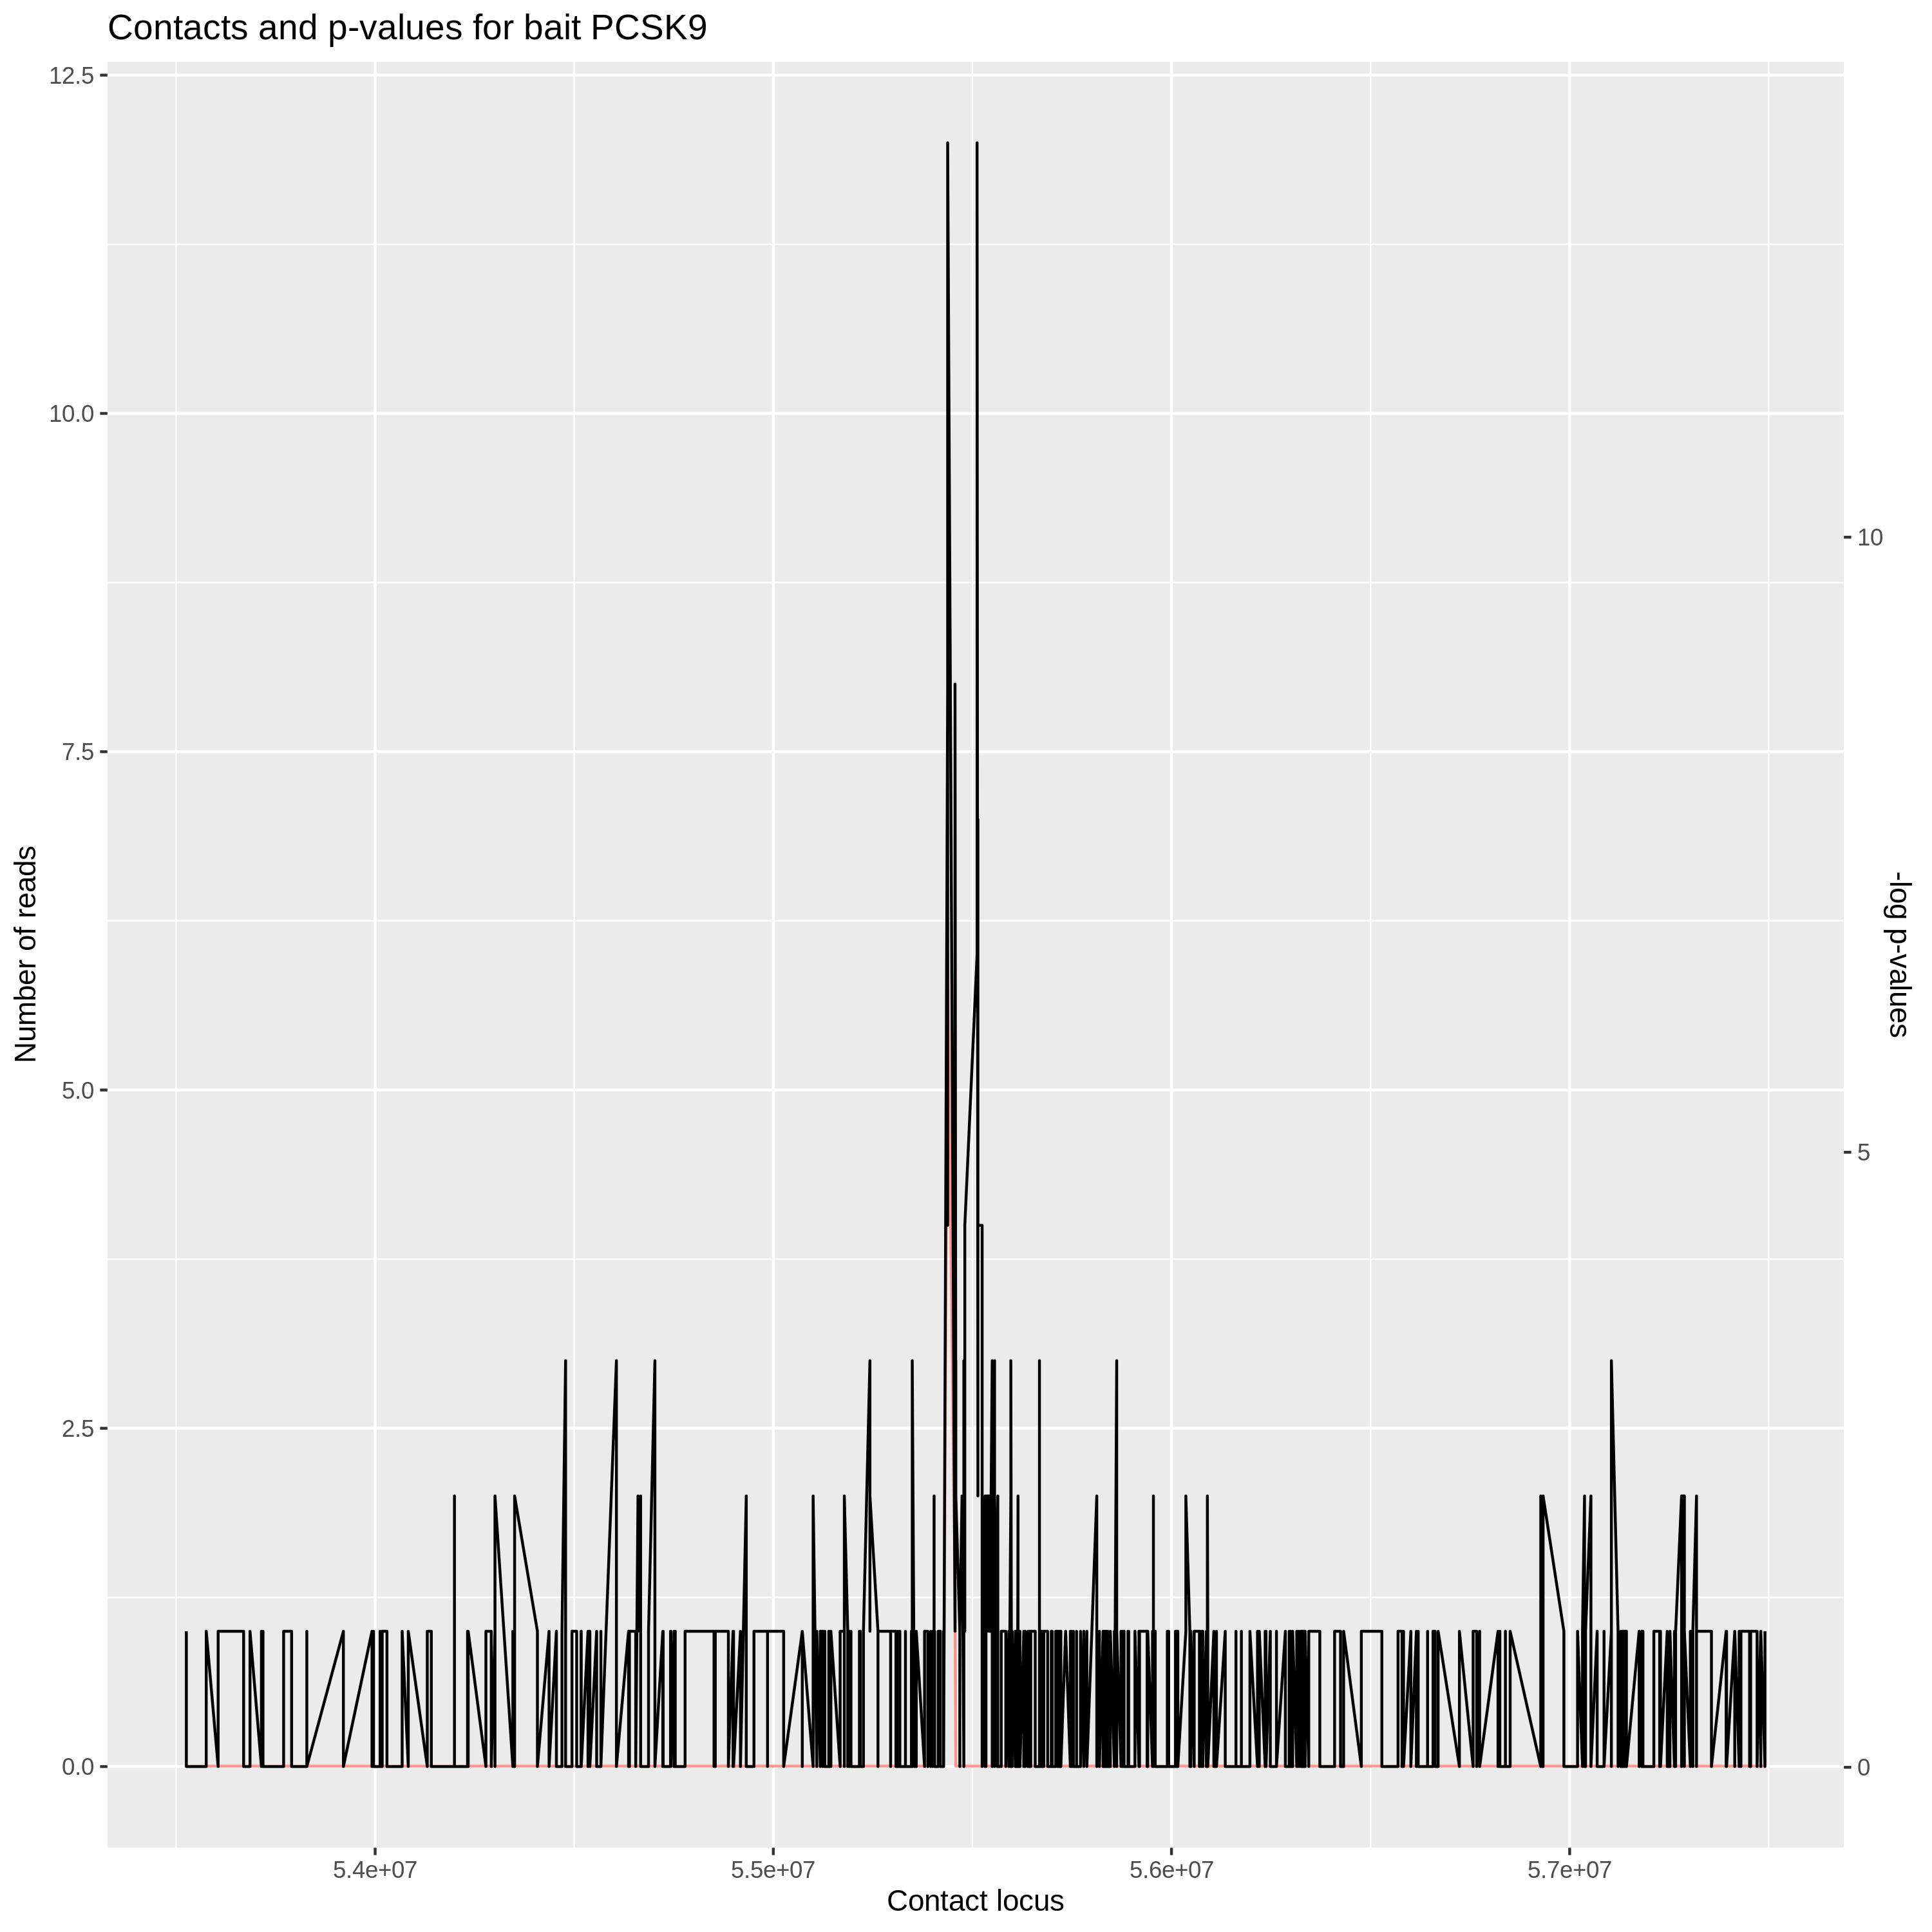 Contacts and p-values for bait PCSK9
12.5
10.0
7.5
5.0
2.5
0.0
Number of reads
10
5
0
-log p-values
5.4e+07
5.5e+07
5.6e+07
5.7e+07
Contact locus